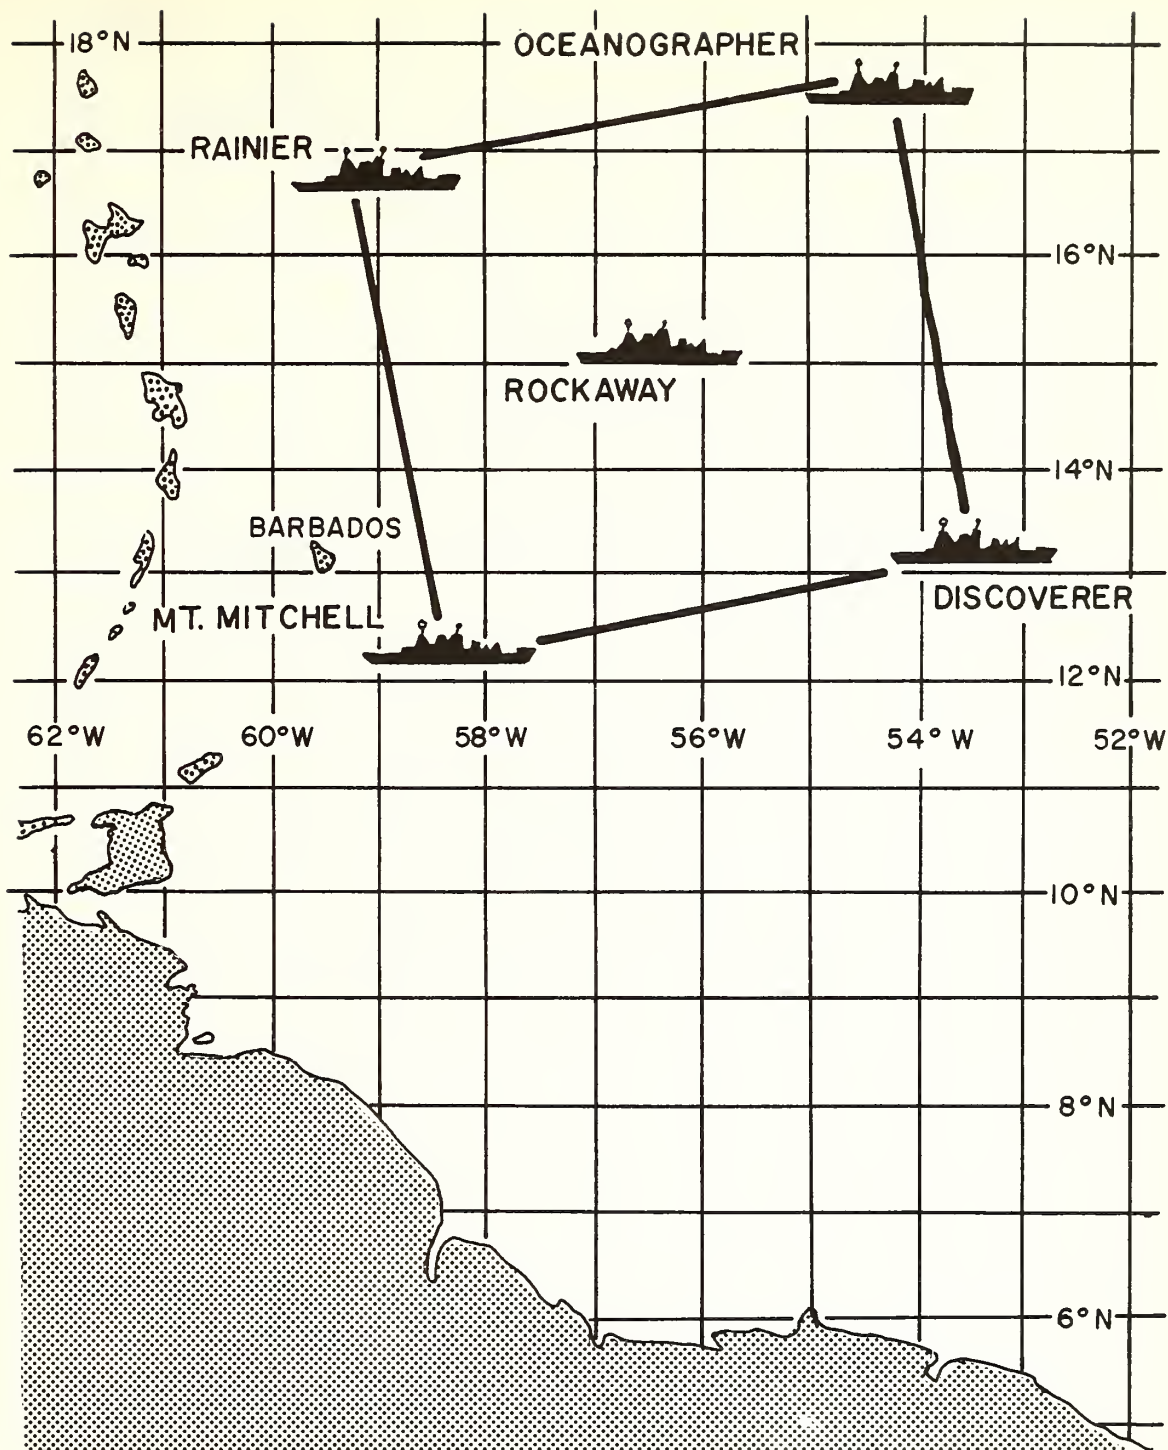 18°N
OCEANOGRAPHER
RAINIER
16°N
ROCKAWAY
14°N
BARBADOS
MT. MITCHELL
DISCOVERER
12°N
62°W 60°W 58°W 56°W 54°W 52°W
10°N
8°N
6°N